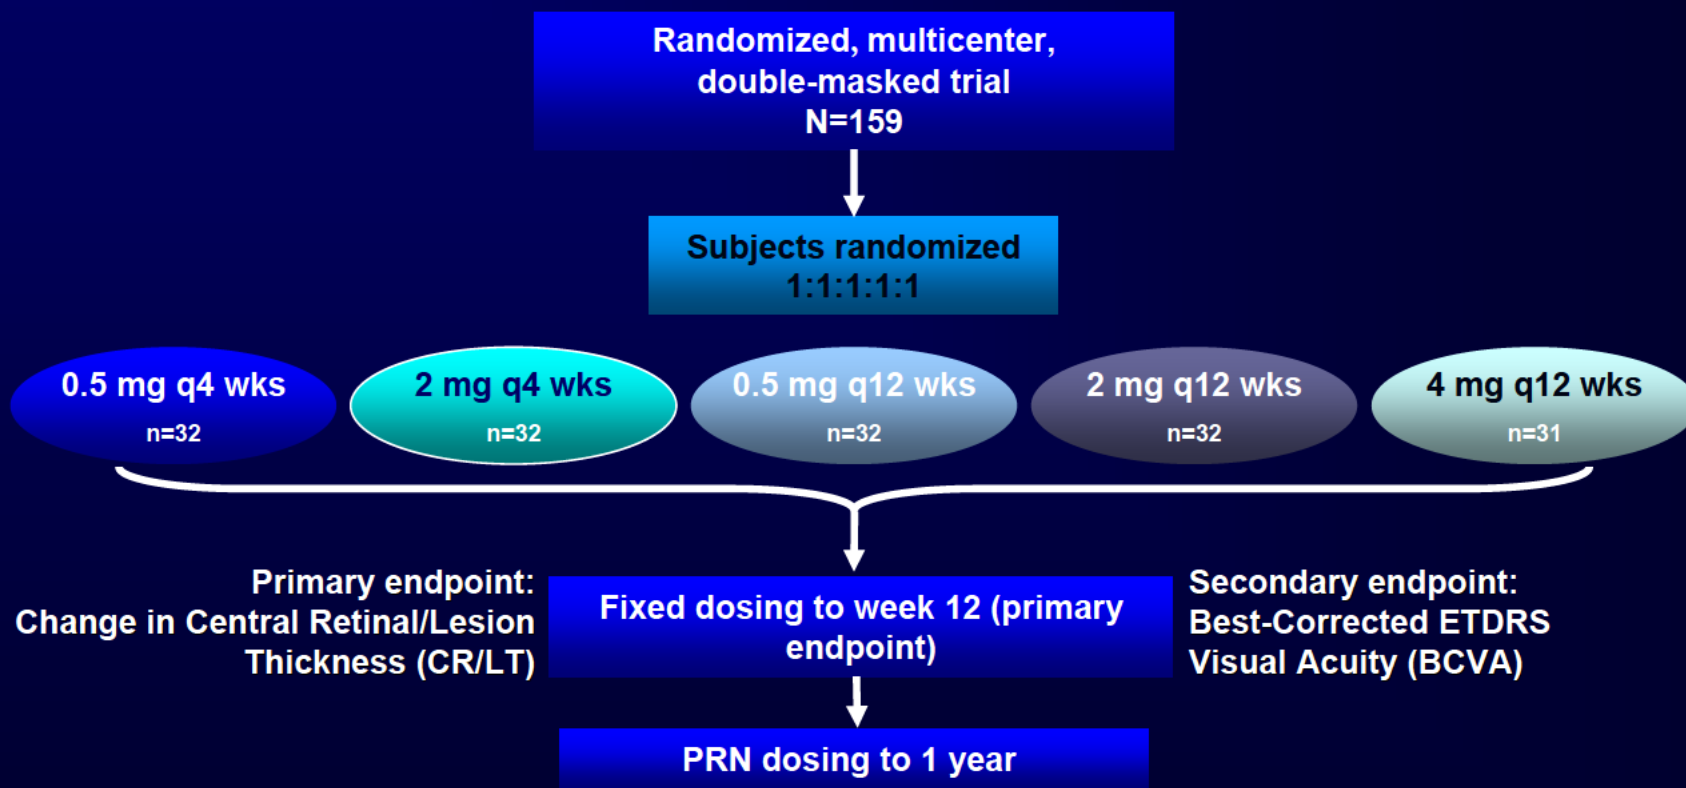 Randomized, multicenter,
double-masked trial
N=159
Subjects randomized
1:1:1:1:1
0.5 mg q4 wks
n=32
2 mg q4 wks
n=32
0.5 mg q12 wks
n=32
2 mg q12 wks
n=32
4 mg q12 wks
n=31
Primary endpoint:
Change in Central Retinal/Lesion
Thickness (CR/LT)
Fixed dosing to week 12 (primary
endpoint)
Secondary endpoint:
Best-Corrected ETDRS
Visual Acuity (BCVA)
PRN dosing to 1 year